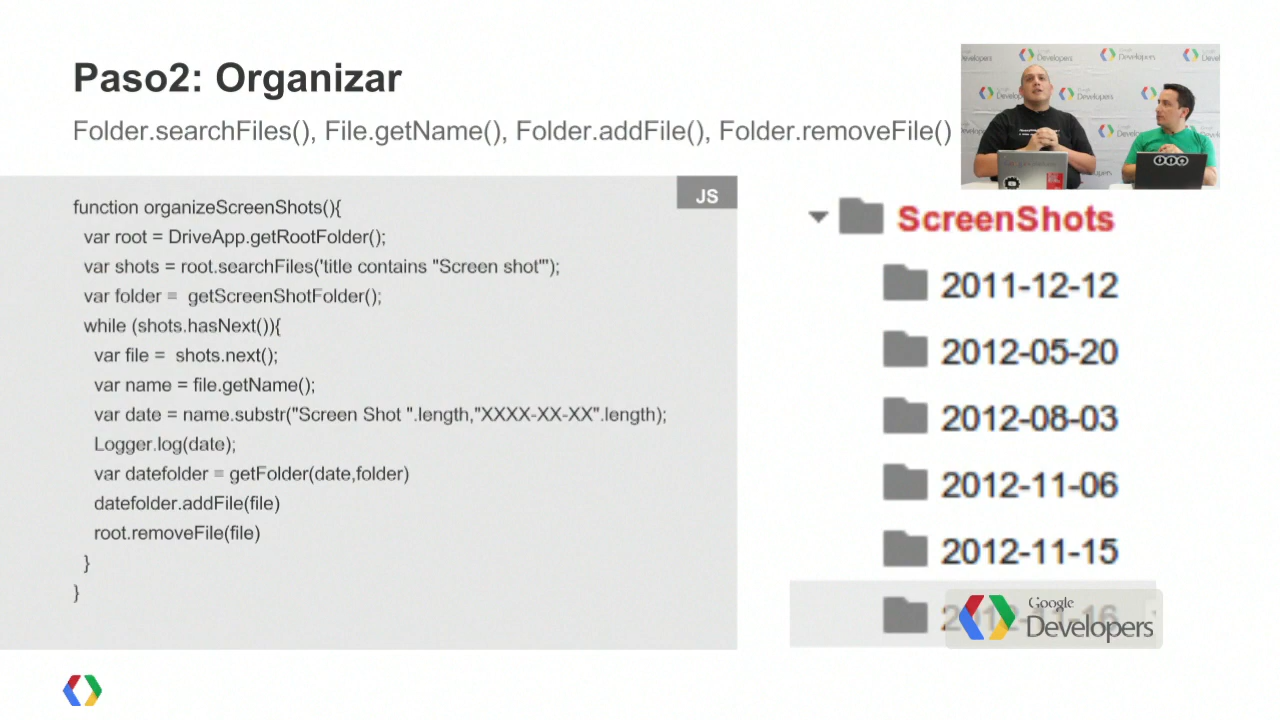 Paso2: Organizar
Folder.searchFiles(), File.getName(), Folder.addFile(), Folder.removeFile()
JS
function organizeScreenShots(){
var root = DriveApp.getRootFolder();
var shots = root.searchFiles('title contains "Screen shot"');
var folder = getScreenShotFolder();
while (shots.hasNext()){
var file = shots.next();
var name = file.getName();
var date = name.substr("Screen Shot ".length,"XXXX-XX-XX".length);
Logger.log(date);
var datefolder = getFolder(date,folder)
datefolder.addFile(file)
root.removeFile(file)
}
}
ScreenShots
2011-12-12
2012-05-20
2012-08-03
2012-11-06
2012-11-15
2012-11-16
Google
Developers